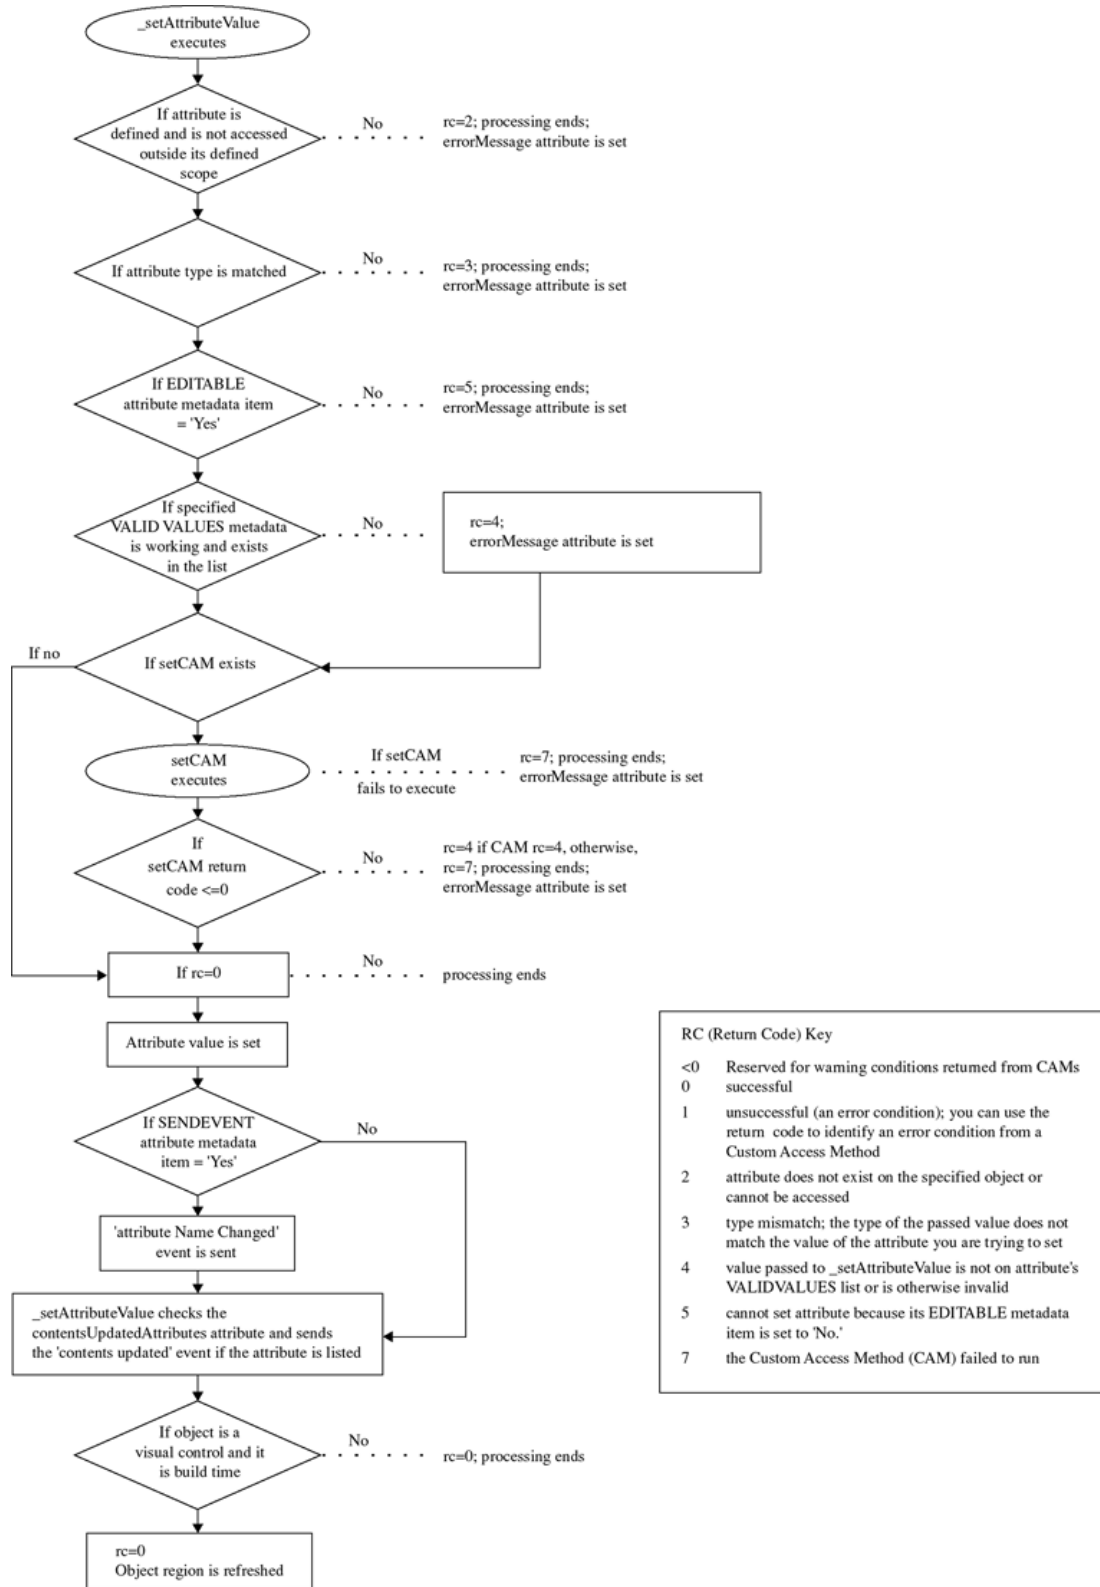 _setAttributeValue
executes
If attribute is
defined and is not accessed
outside its defined
scope
No
rc=2; processing ends;
errorMessage attribute is set
If attribute type is matched
No
rc=3; processing ends;
errorMessage attribute is set
If EDITABLE
attribute metadata item
= 'Yes'
No
rc=5; processing ends;
errorMessage attribute is set
If specified
VALID VALUES metadata
is working and exists
in the list
No
rc=4;
errorMessage attribute is set
If no
If setCAM exists
setCAM
executes
If setCAM
fails to execute
rc=7; processing ends;
errorMessage attribute is set
If
setCAM return
code <=0
No
rc=4 if CAM rc=4, otherwise,
rc=7; processing ends;
errorMessage attribute is set
If rc=0
No
processing ends
Attribute value is set
If SENDEVENT
attribute metadata
item = 'Yes'
No
'attribute Name Changed'
event is sent
_setAttributeValue checks the
contentsUpdatedAttributes attribute and sends
the 'contents updated' event if the attribute is listed
If object is a
visual control and it
is build time
No
rc=0; processing ends
rc=0
Object region is refreshed
RC (Return Code) Key
<0 Reserved for warning conditions returned from CAMs
0 successful
1 unsuccessful (an error condition); you can use the
return code to identify an error condition from a
Custom Access Method
2 attribute does not exist on the specified object or
cannot be accessed
3 type mismatch; the type of the passed value does not
match the value of the attribute you are trying to set
4 value passed to _setAttributeValue is not on attribute's
VALIDVALUES list or is otherwise invalid
5 cannot set attribute because its EDITABLE metadata
item is set to 'No.'
7 the Custom Access Method (CAM) failed to run